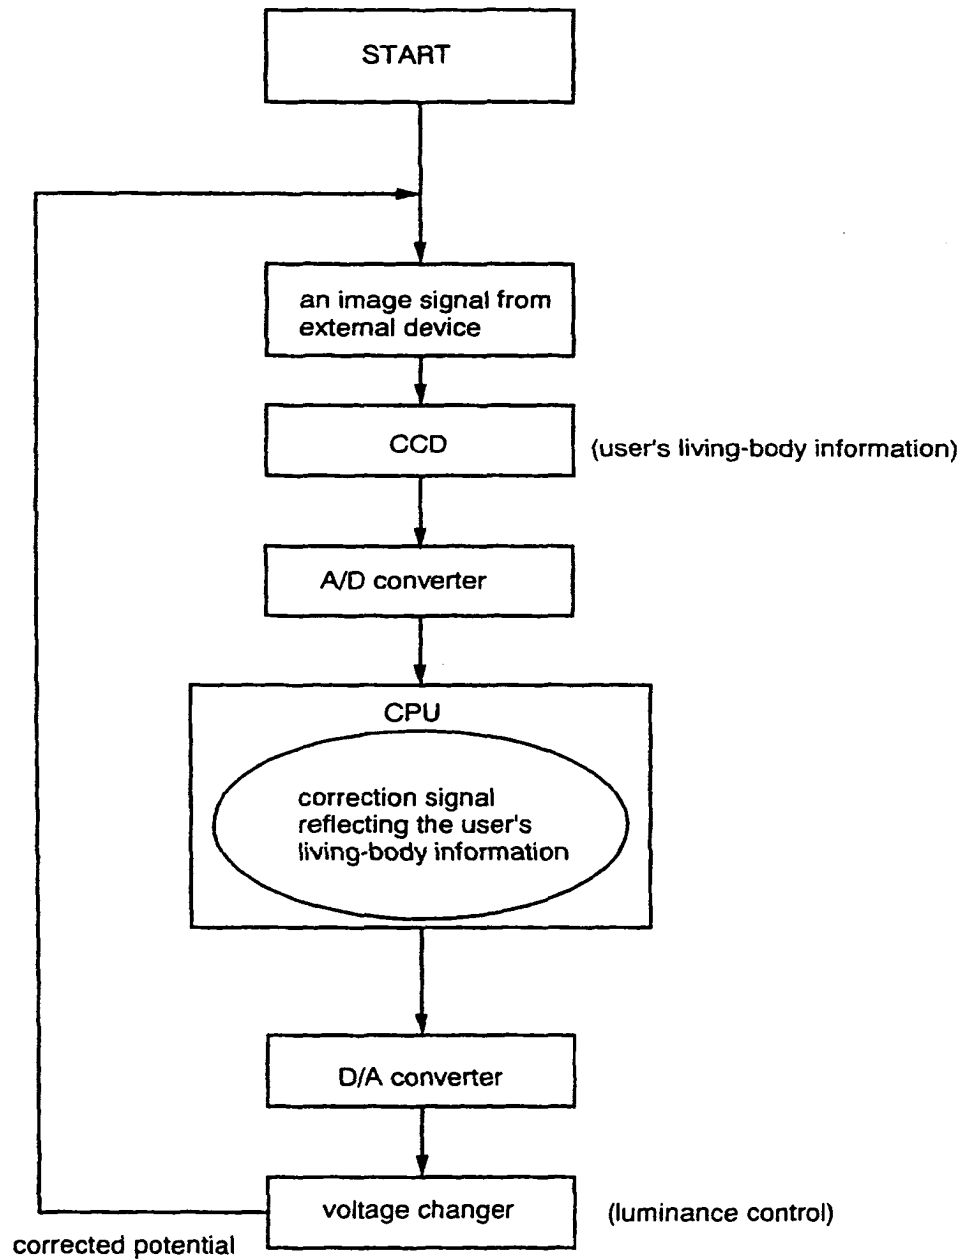 START
an image signal from
external device
CCD
(user's living-body information)
A/D converter
CPU
correction signal
reflecting the user's
living-body information
D/A converter
voltage changer
(luminance control)
corrected potential